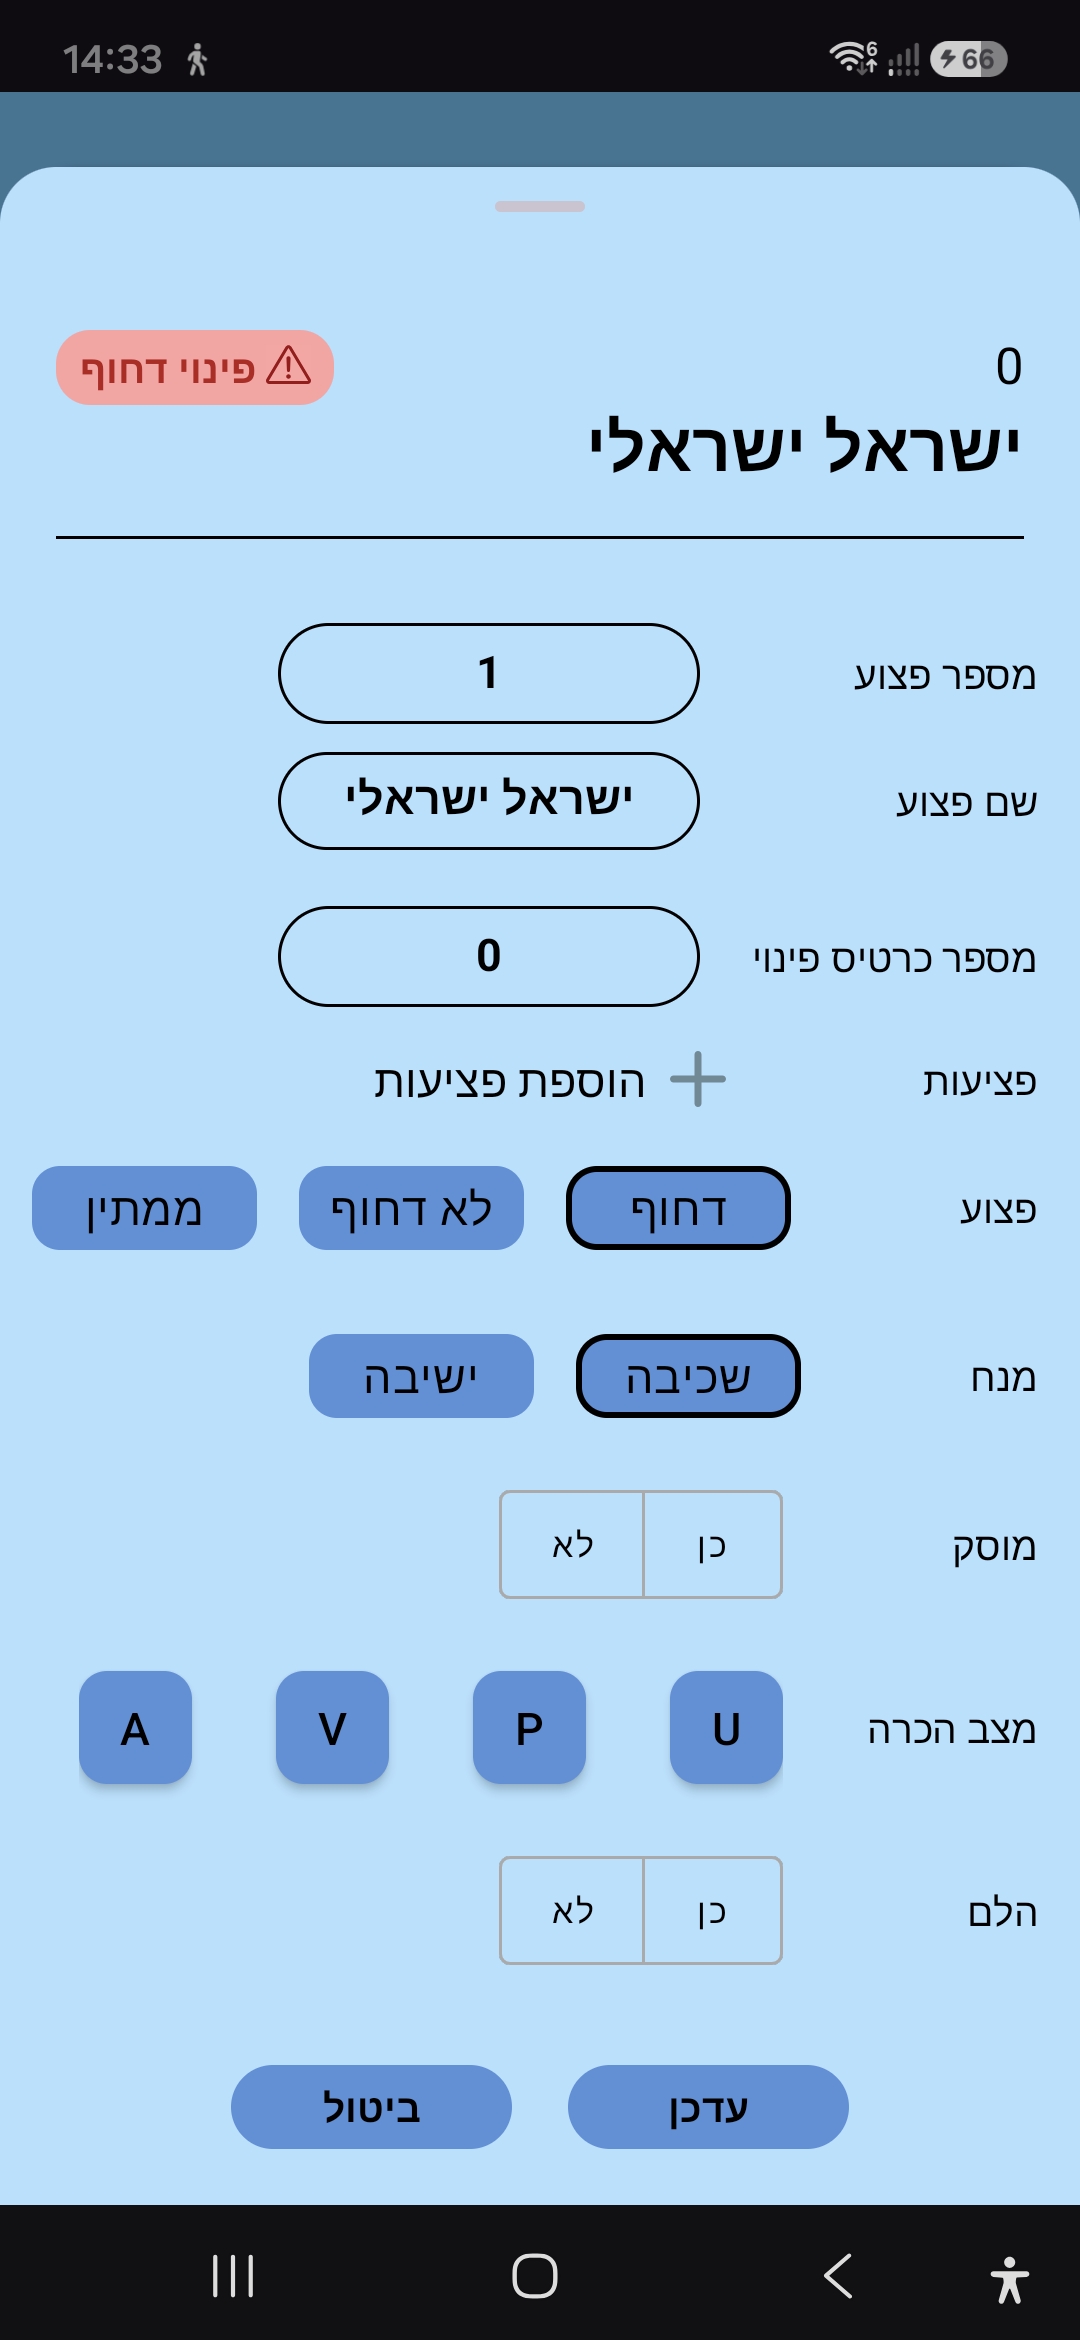 14:33
6
66
0
פינוי דחוף
ישראל ישראלי
מספר פצוע 1
שם פצוע ישראל ישראלי
מספר כרטיס פינוי 0
פציעות הוספת פציעות
פצוע דחוף לא דחוף ממתין
מנח שכיבה ישיבה
מוסק כן לא
מצב הכרה U P V A
הלם כן לא
עדכן ביטול